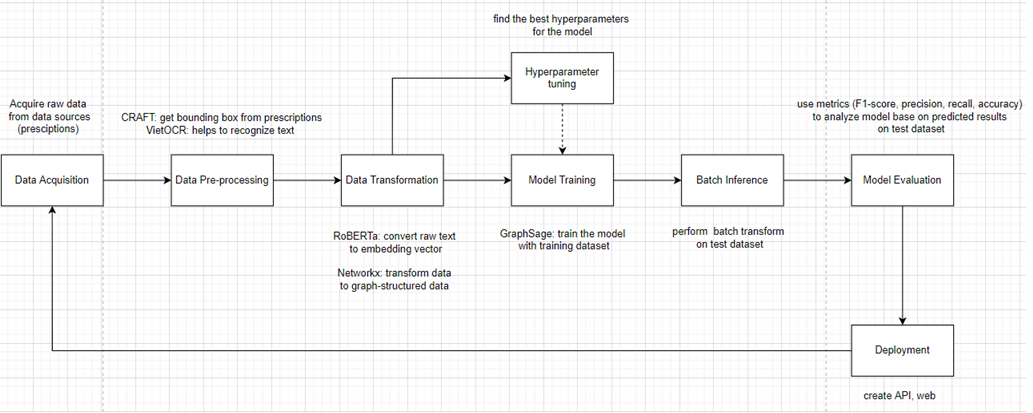 find the best hyperparameters
for the model
Hyperparameter
tuning
Acquire raw data
from data sources
(presciptions)
CRAFT: get bounding box from prescriptions
VietOCR: helps to recognize text
use metrics (F1-score, precision, recall, accuracy)
to analyze model base on predicted results
on test dataset
Data Acquisition
Data Pre-processing
Data Transformation
Model Training
Batch Inference
Model Evaluation
RoBERTa: convert raw text
to embedding vector
Networkx: transform data
to graph-structured data
GraphSage: train the model
with training dataset
perform batch transform
on test dataset
Deployment
create API, web